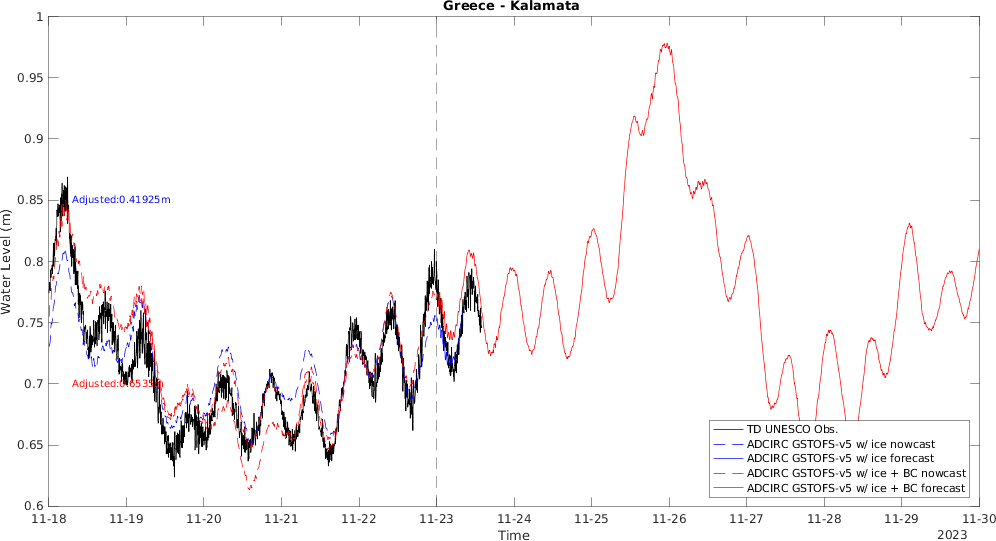 Greece - Kalamata
1
0.95
0.9
0.85
0.8
0.75
0.7
0.65
0.6
Water Level (m)
Adjusted:0.41925m
TD UNESCO Obs.
ADCIRC GSTOFS-v5 w/ ice nowcast
ADCIRC GSTOFS-v5 w/ ice forecast
ADCIRC GSTOFS-v5 w/ ice + BC nowcast
ADCIRC GSTOFS-v5 w/ ice + BC forecast
11-18 11-19 11-20 11-21 11-22 11-23 11-24 11-25 11-26 11-27 11-28 11-29 11-30
Time
2023